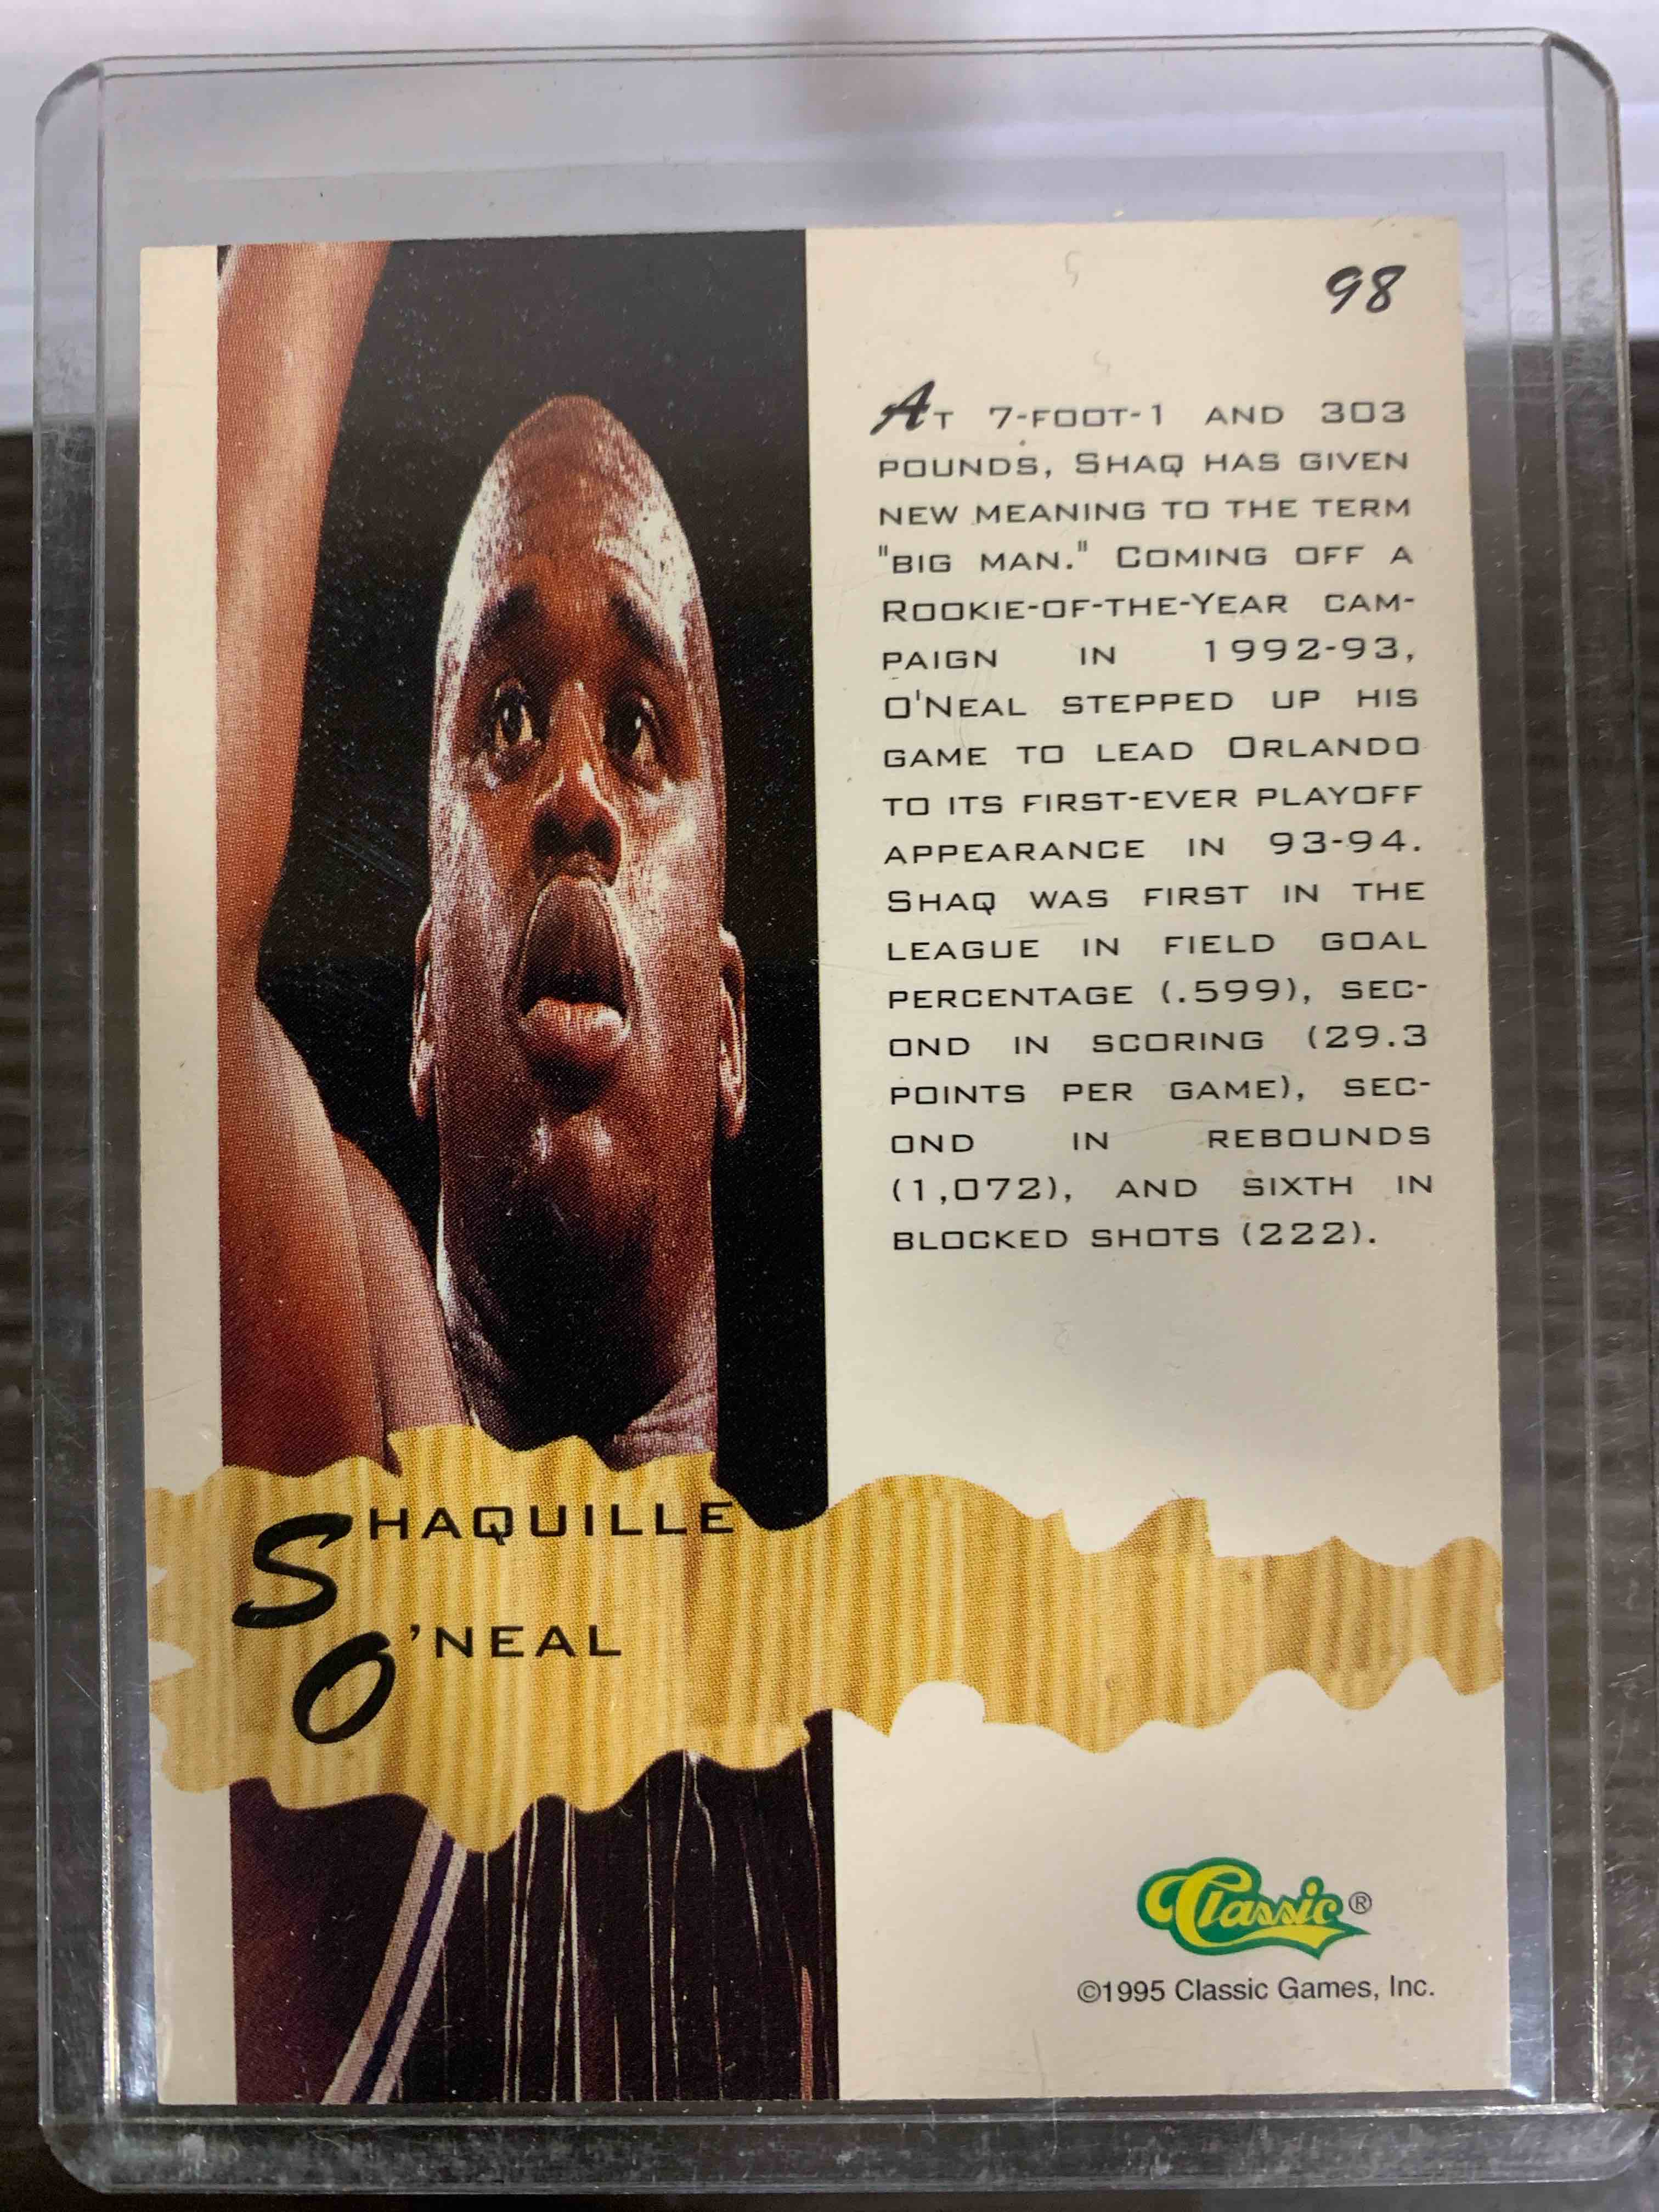 98
At 7-FOOT-1 AND 303
POUNDS, SHAQ HAS GIVEN
NEW MEANING TO THE TERM
"BIG MAN." COMING OFF A
ROOKIE-OF-THE-YEAR CAM-
PAIGN IN 1992-93,
O'NEAL STEPPED UP HIS
GAME TO LEAD ORLANDO
TO ITS FIRST-EVER PLAYOFF
APPEARANCE IN 93-94.
SHAQ WAS FIRST IN THE
LEAGUE IN FIELD GOAL
PERCENTAGE (.599), SEC-
OND IN SCORING (29.3
POINTS PER GAME), SEC-
OND IN REBOUNDS
(1,072), AND SIXTH IN
BLOCKED SHOTS (222).
SHAQUILLE
O'NEAL
Classic®
©1995 Classic Games, Inc.